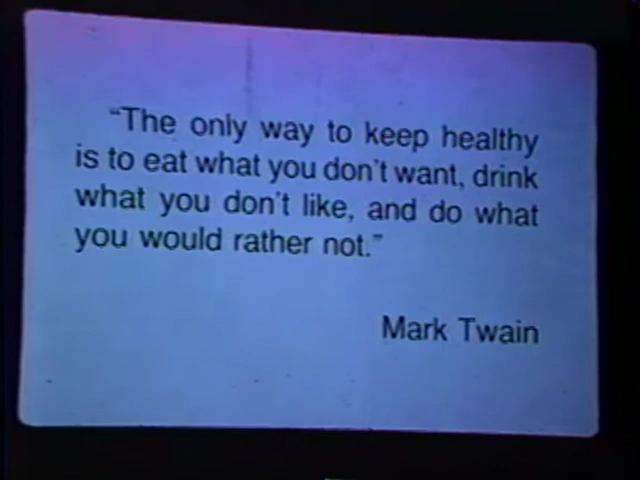 “The only way to keep healthy
is to eat what you don't want, drink
what you don't like, and do what
you would rather not.”
Mark Twain